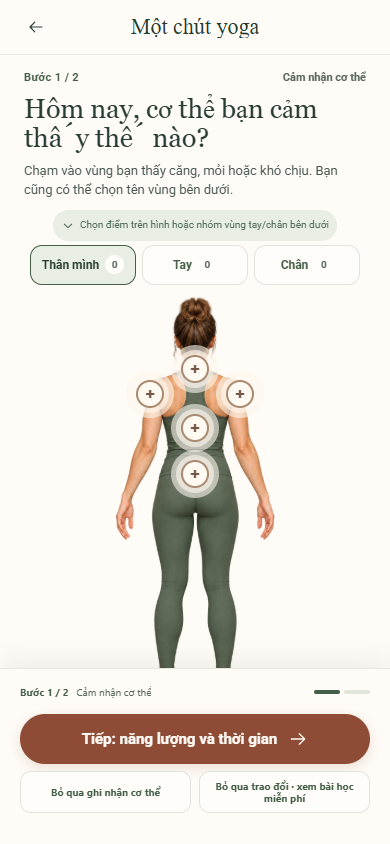 Một chút yoga
Bước 1 / 2
Cảm nhận cơ thể
Hôm nay, cơ thể bạn cảm
thấy thế nào?
Chạm vào vùng bạn thấy căng, mỏi hoặc khó chịu. Bạn
cũng có thể chọn tên vùng bên dưới.
Chọn điểm trên hình hoặc nhóm vùng tay/chân bên dưới
Thân mình 0
Tay 0
Chân 0
Bước 1 / 2 Cảm nhận cơ thể
Tiếp: năng lượng và thời gian
Bỏ qua ghi nhận cơ thể
Bỏ qua trao đổi · xem bài học
miễn phí